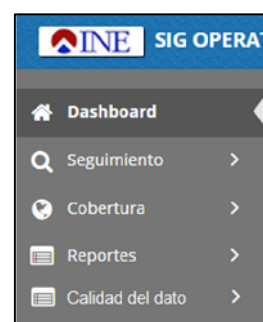 INE SIG OPERAT
Dashboard
Seguimiento
Cobertura
Reportes
Calidad del dato